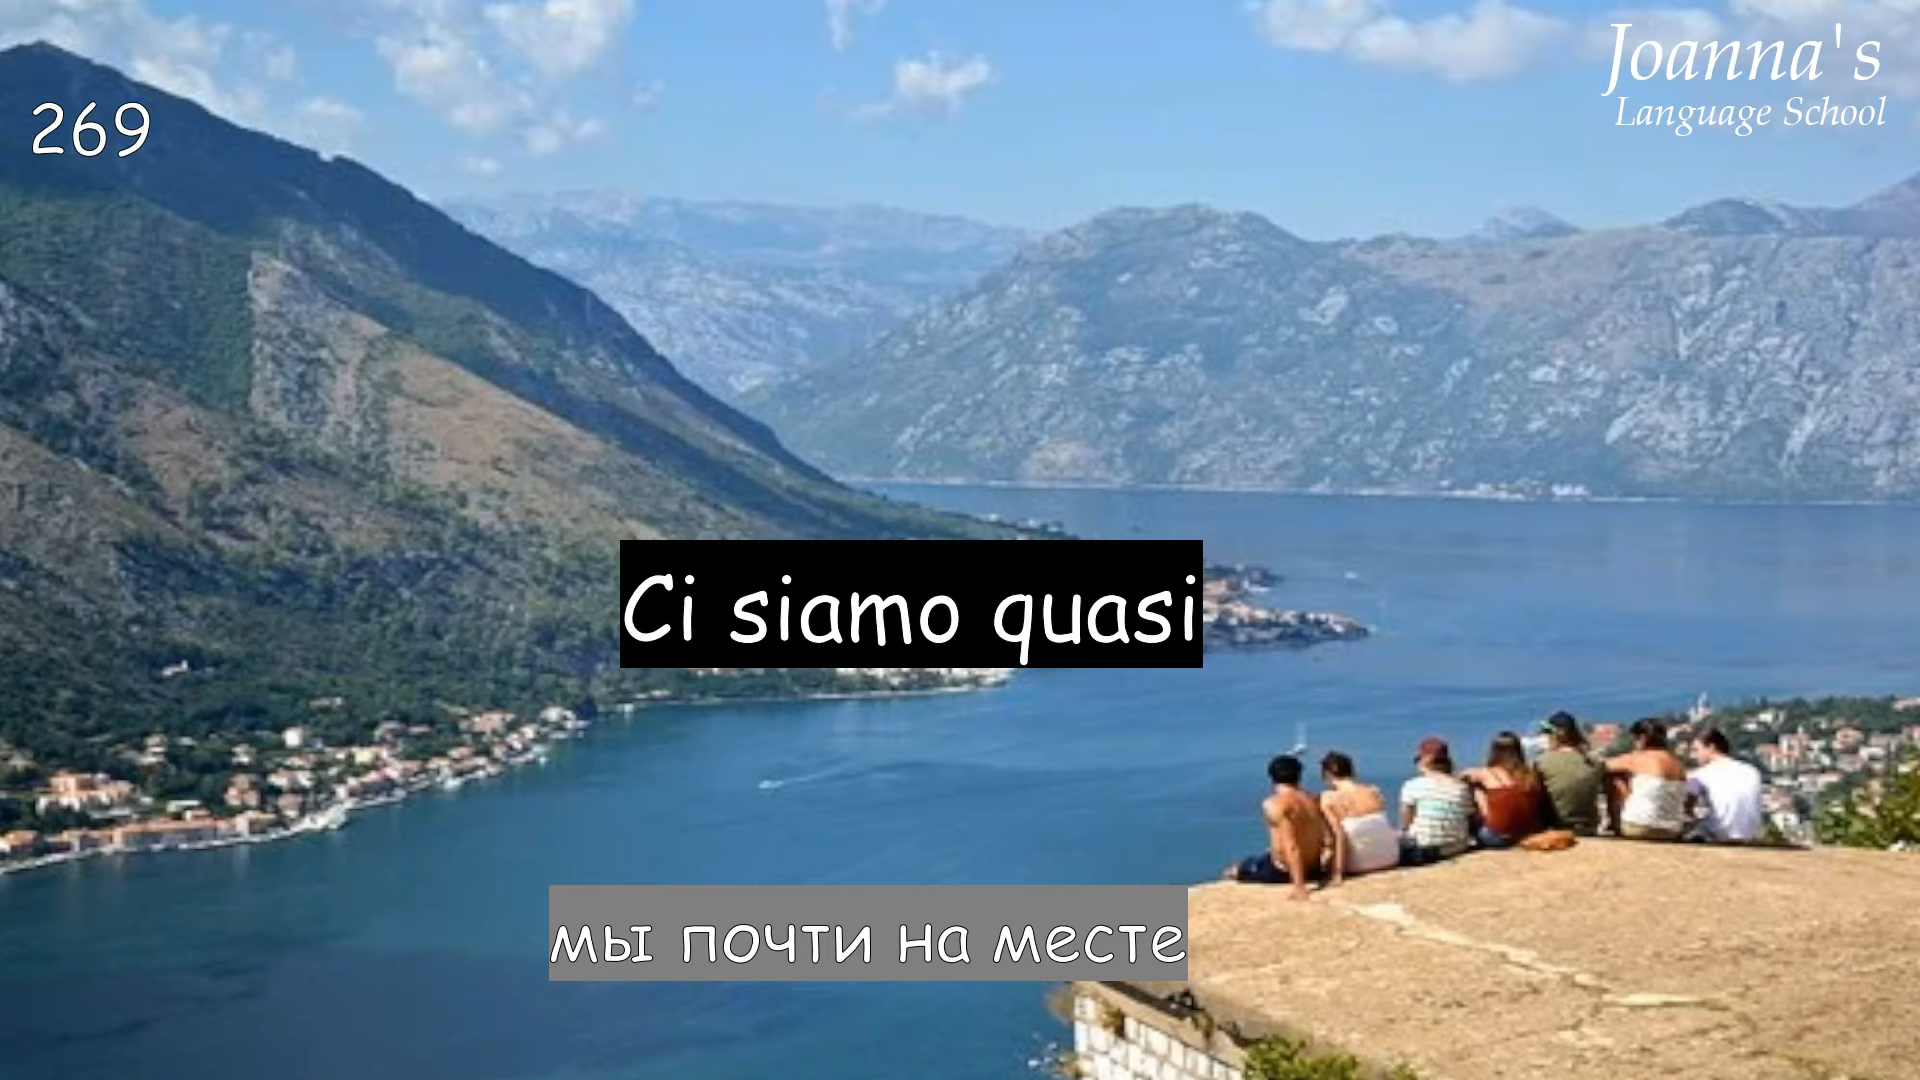 Joanna's
Language School
269
Ci siamo quasi
мы почти на месте